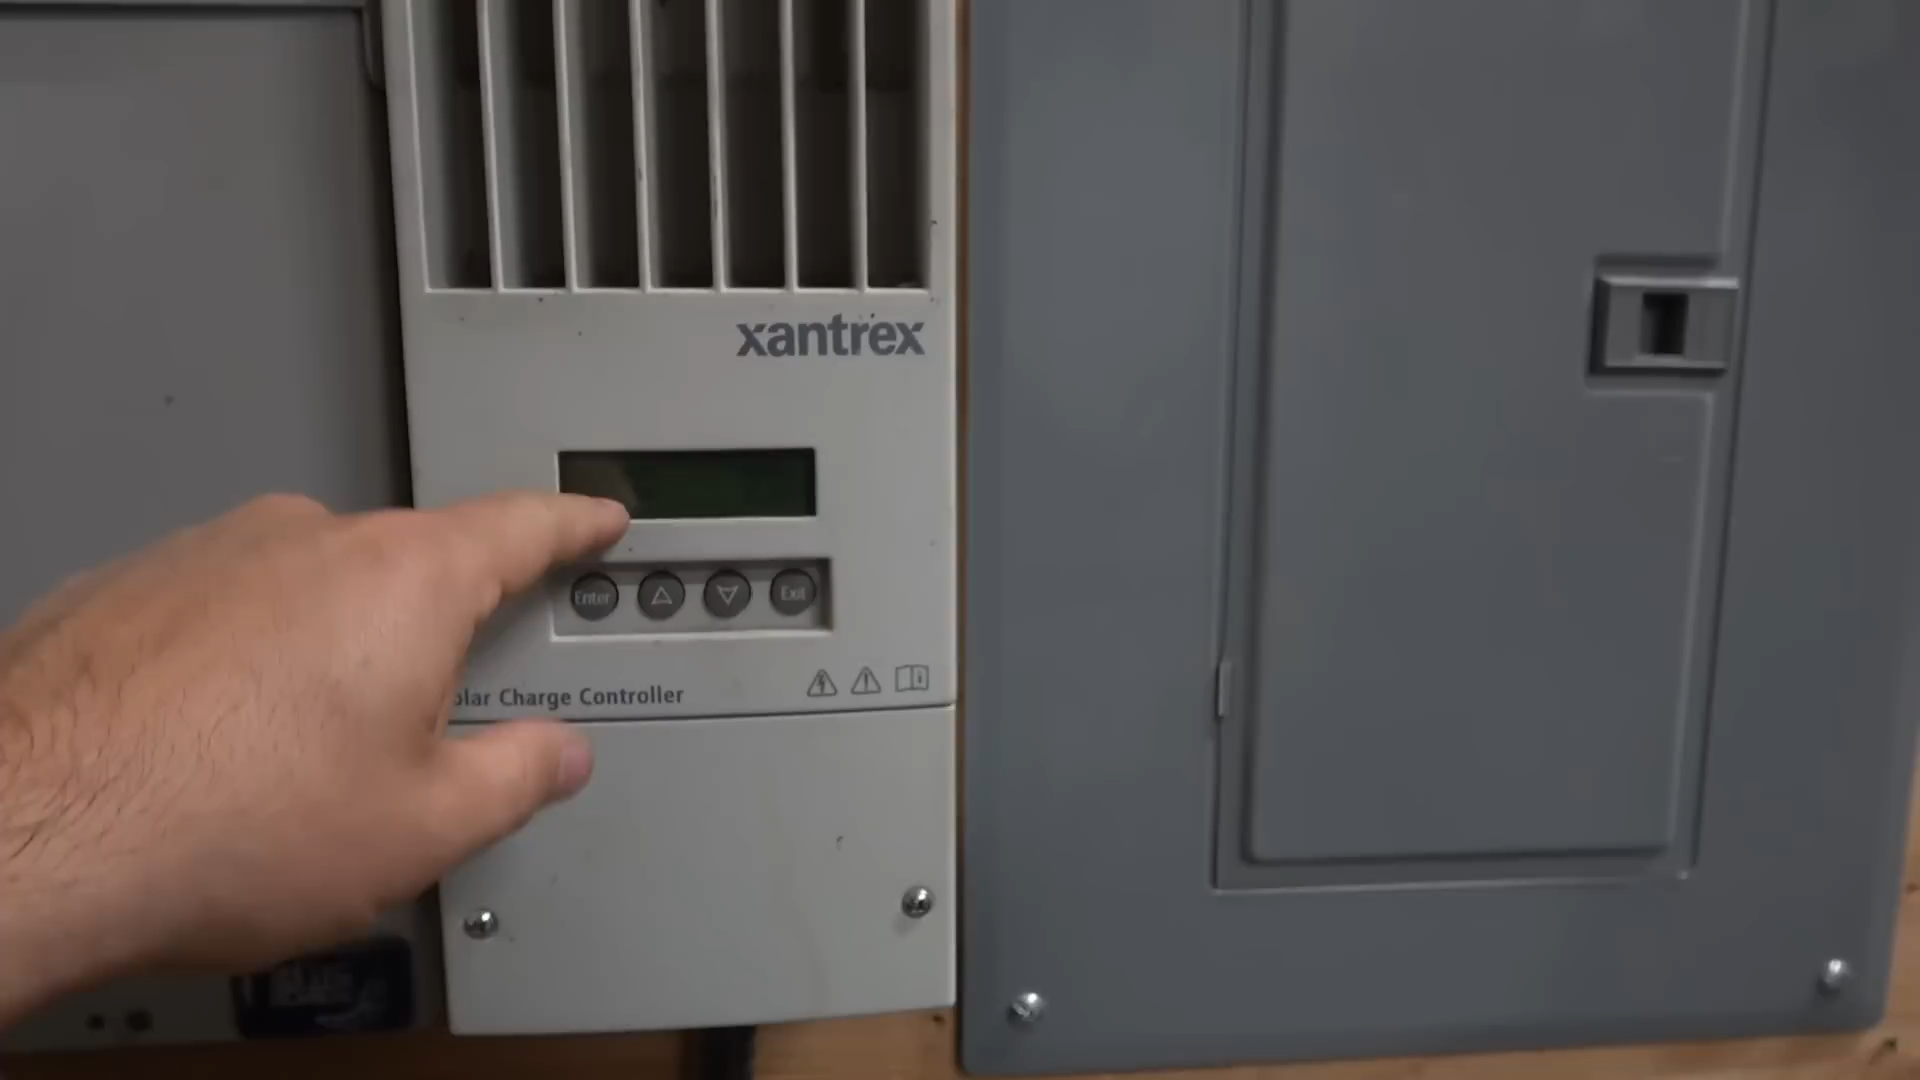 xantrex
Enter
Exit
olar Charge Controller